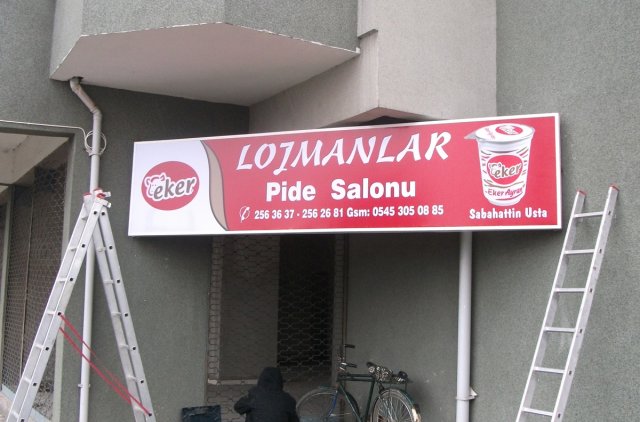 eker
LOJMANLAR
Pide Salonu
256 36 37 - 256 26 81 Gsm: 0545 305 08 85
eker
Eker Ayran
Sabahattin Usta